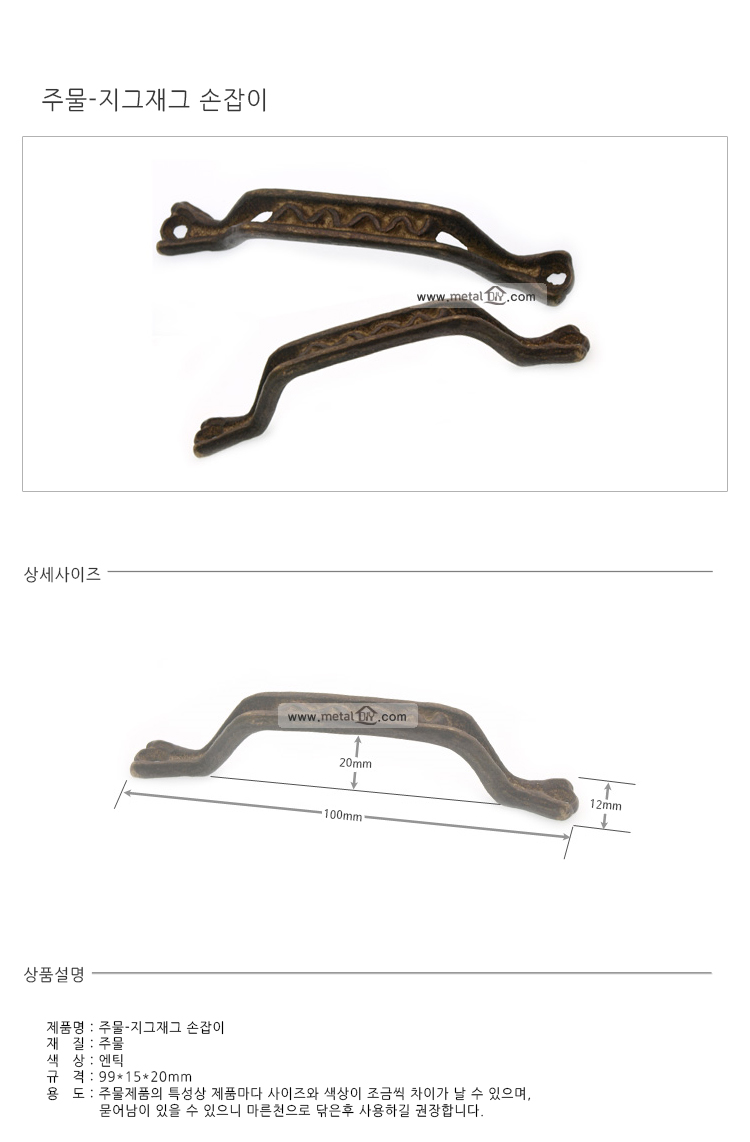 주물-지그재그 손잡이
www.metalDIY.com
상세사이즈
www.metalDIY.com
20mm
12mm
100mm
상품설명
제품명 : 주물-지그재그 손잡이
재 질 : 주물
색 상 : 엔틱
규 격 : 99*15*20mm
용 도 : 주물제품의 특성상 제품마다 사이즈와 색상이 조금씩 차이가 날 수 있으며,
묻어남이 있을 수 있으니 마른천으로 닦은후 사용하길 권장합니다.